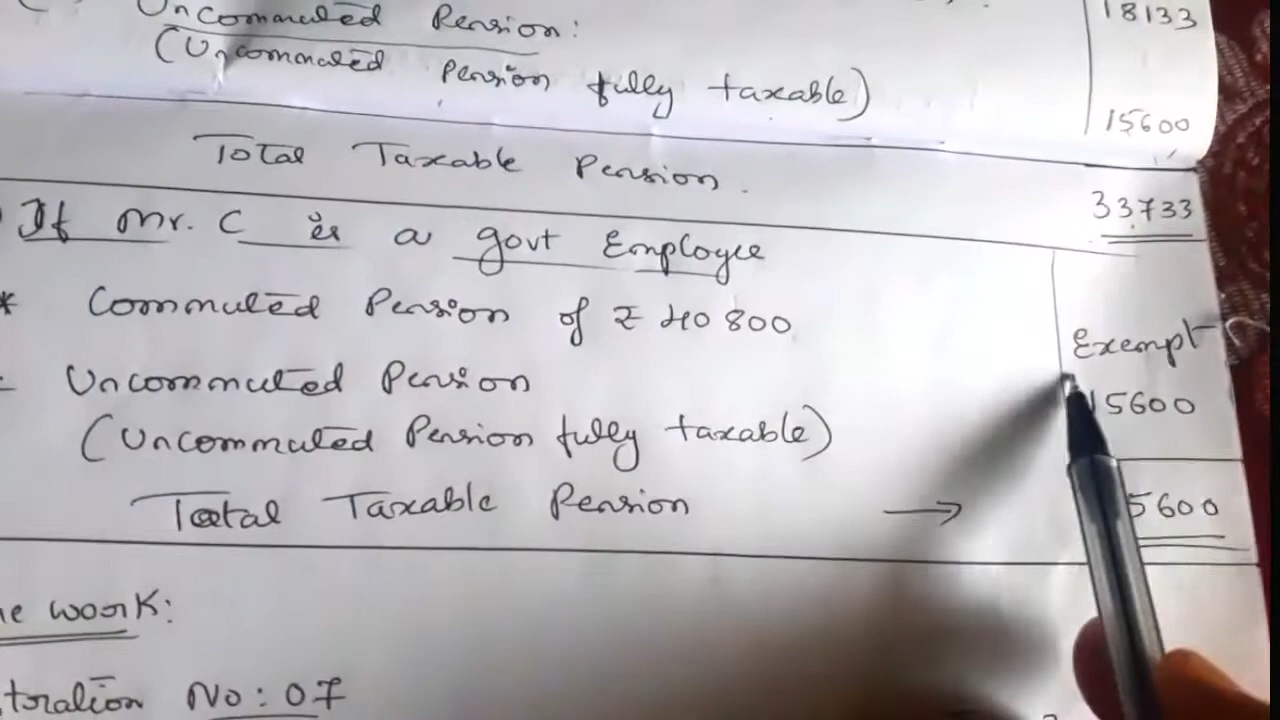 Uncommuted Pension: 18133
(Uncommuted Pension fully taxable) 15600
Total Taxable Pension. 33733
If Mr. C is a govt Employee
* Commuted Pension of ₹ 40800 Exempt
- Uncommuted Pension 15600
(Uncommuted Pension fully taxable)
Total Taxable Pension → 5600
e work:
tration No: 07